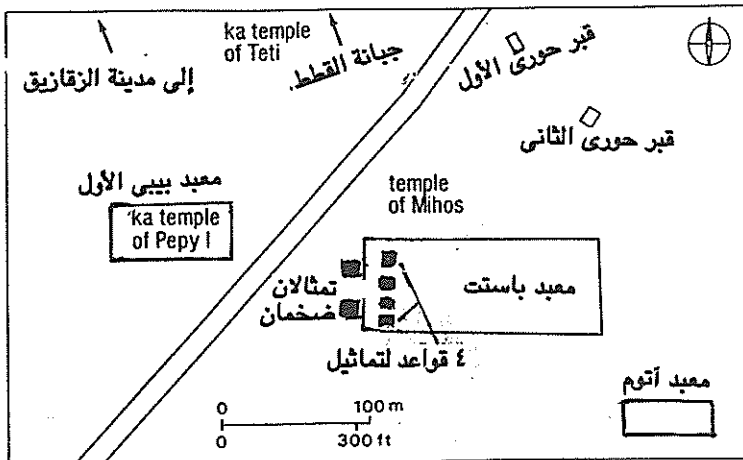 ka temple
of Teti
جبانة القطط
إلى مدينة الزقازيق
قبر حورى الأول
قبر حورى الثانى
معبد بيبى الأول
ka temple
of Pepy I
temple
of Mihos
تمثالان
ضخمان
معبد باستت
٤ قواعد لتماثيل
معبد آتوم
0 100 m
0 300 ft